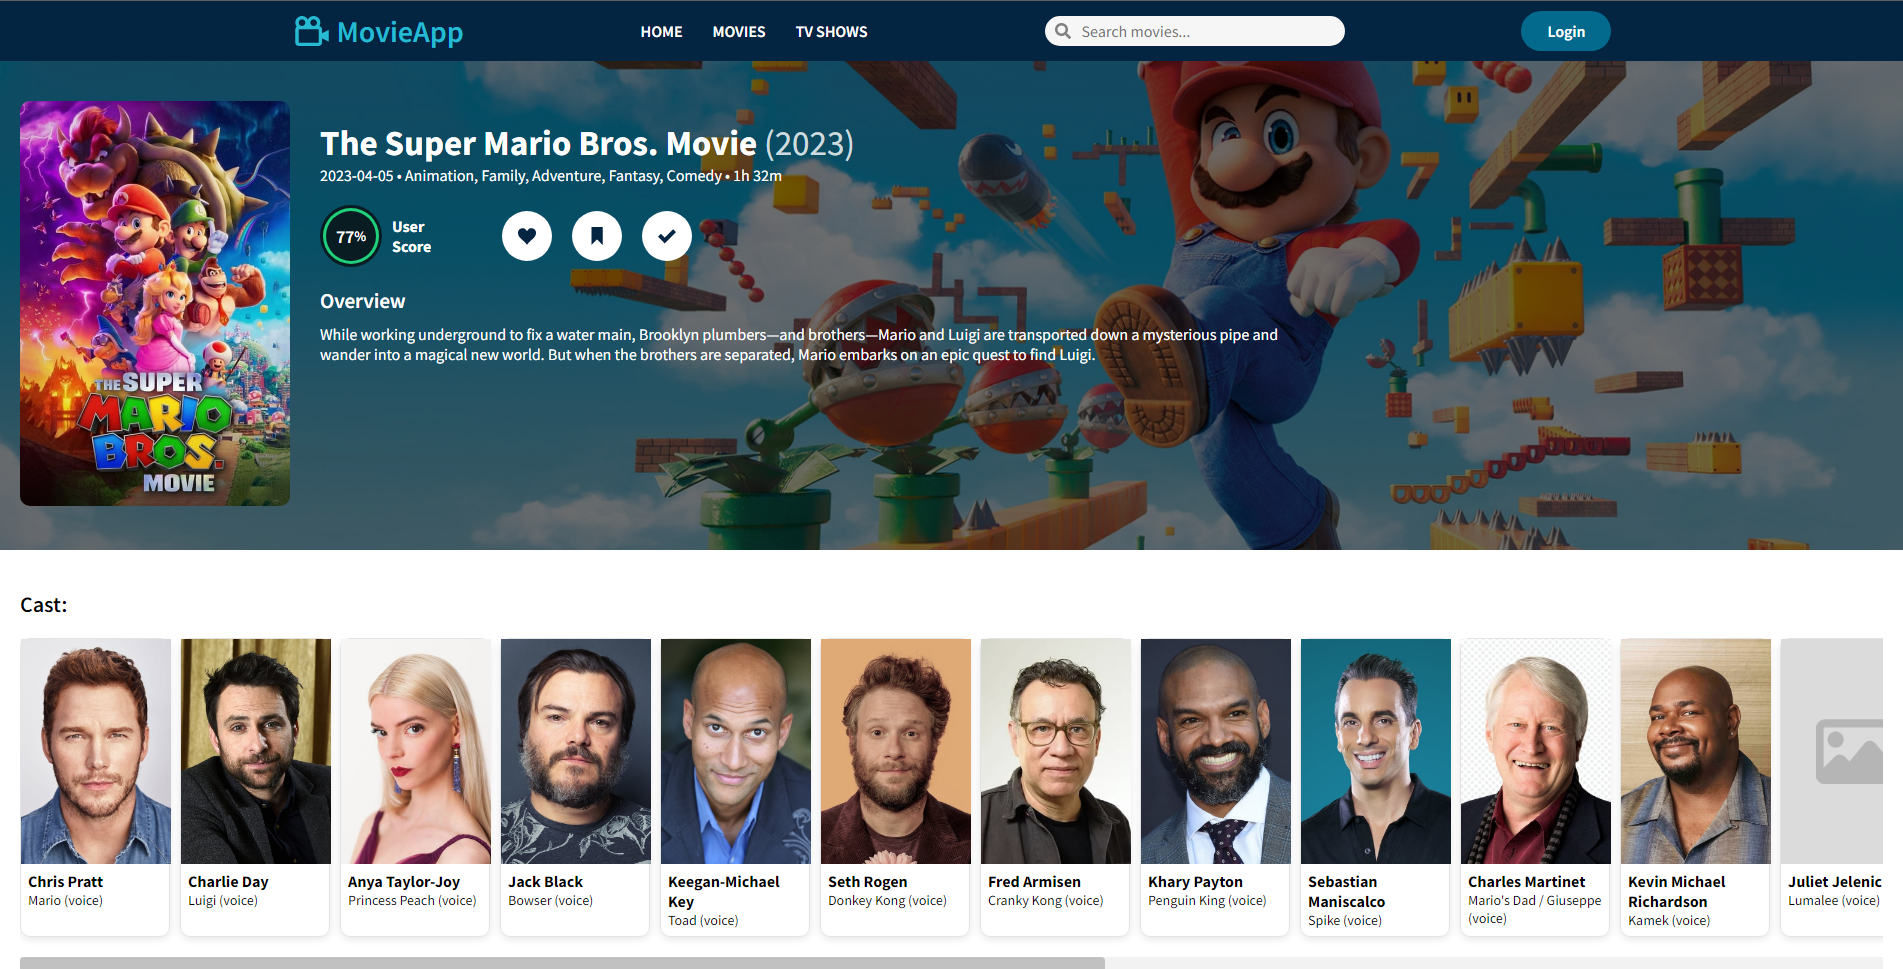 MovieApp
HOME
MOVIES
TV SHOWS
Search movies...
Login
The Super Mario Bros. Movie (2023)
2023-04-05 • Animation, Family, Adventure, Fantasy, Comedy • 1h 32m
77%
User
Score
Overview
While working underground to fix a water main, Brooklyn plumbers—and brothers—Mario and Luigi are transported down a mysterious pipe and
wander into a magical new world. But when the brothers are separated, Mario embarks on an epic quest to find Luigi.
THE SUPER
MARIO
BROS.
MOVIE
Cast:
Chris Pratt
Mario (voice)
Charlie Day
Luigi (voice)
Anya Taylor-Joy
Princess Peach (voice)
Jack Black
Bowser (voice)
Keegan-Michael
Key
Toad (voice)
Seth Rogen
Donkey Kong (voice)
Fred Armisen
Cranky Kong (voice)
Khary Payton
Penguin King (voice)
Sebastian
Maniscalco
Spike (voice)
Charles Martinet
Mario's Dad / Giuseppe
(voice)
Kevin Michael
Richardson
Kamek (voice)
Juliet Jelenic
Lumalee (voice)